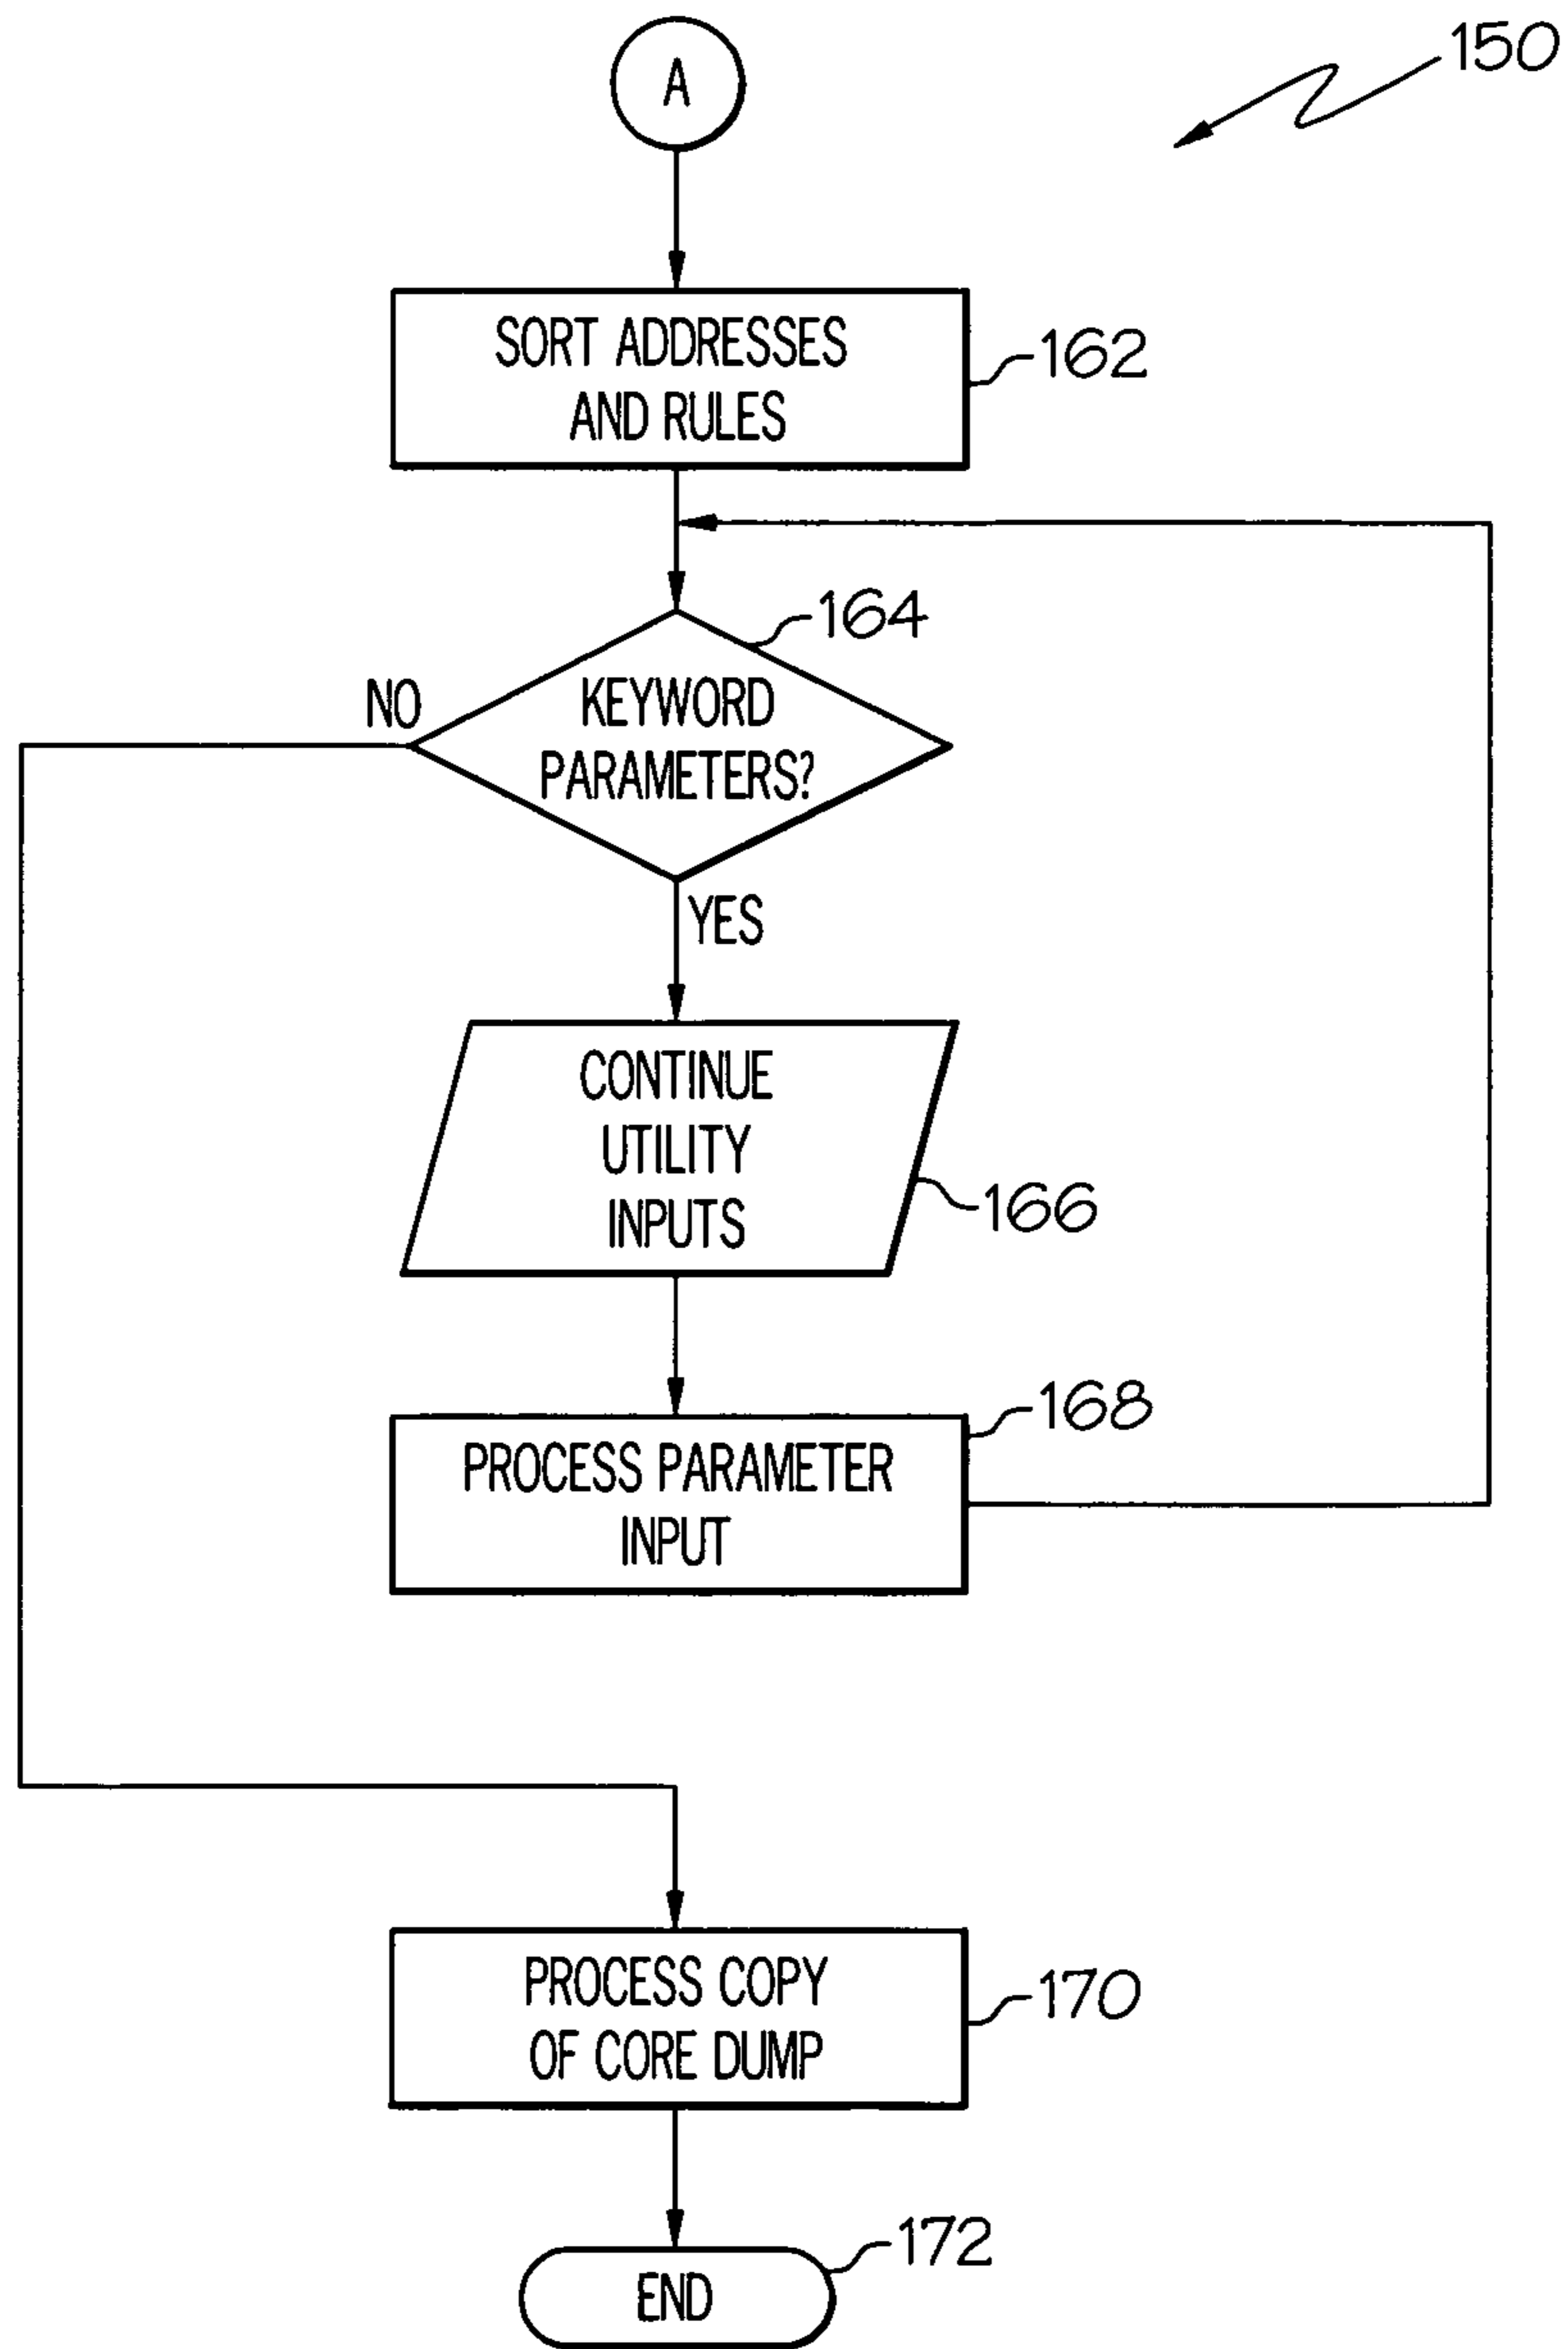 A
150
SORT ADDRESSES
AND RULES
162
164
NO
KEYWORD
PARAMETERS?
YES
CONTINUE
UTILITY
INPUTS
166
168
PROCESS PARAMETER
INPUT
PROCESS COPY
OF CORE DUMP
170
172
END